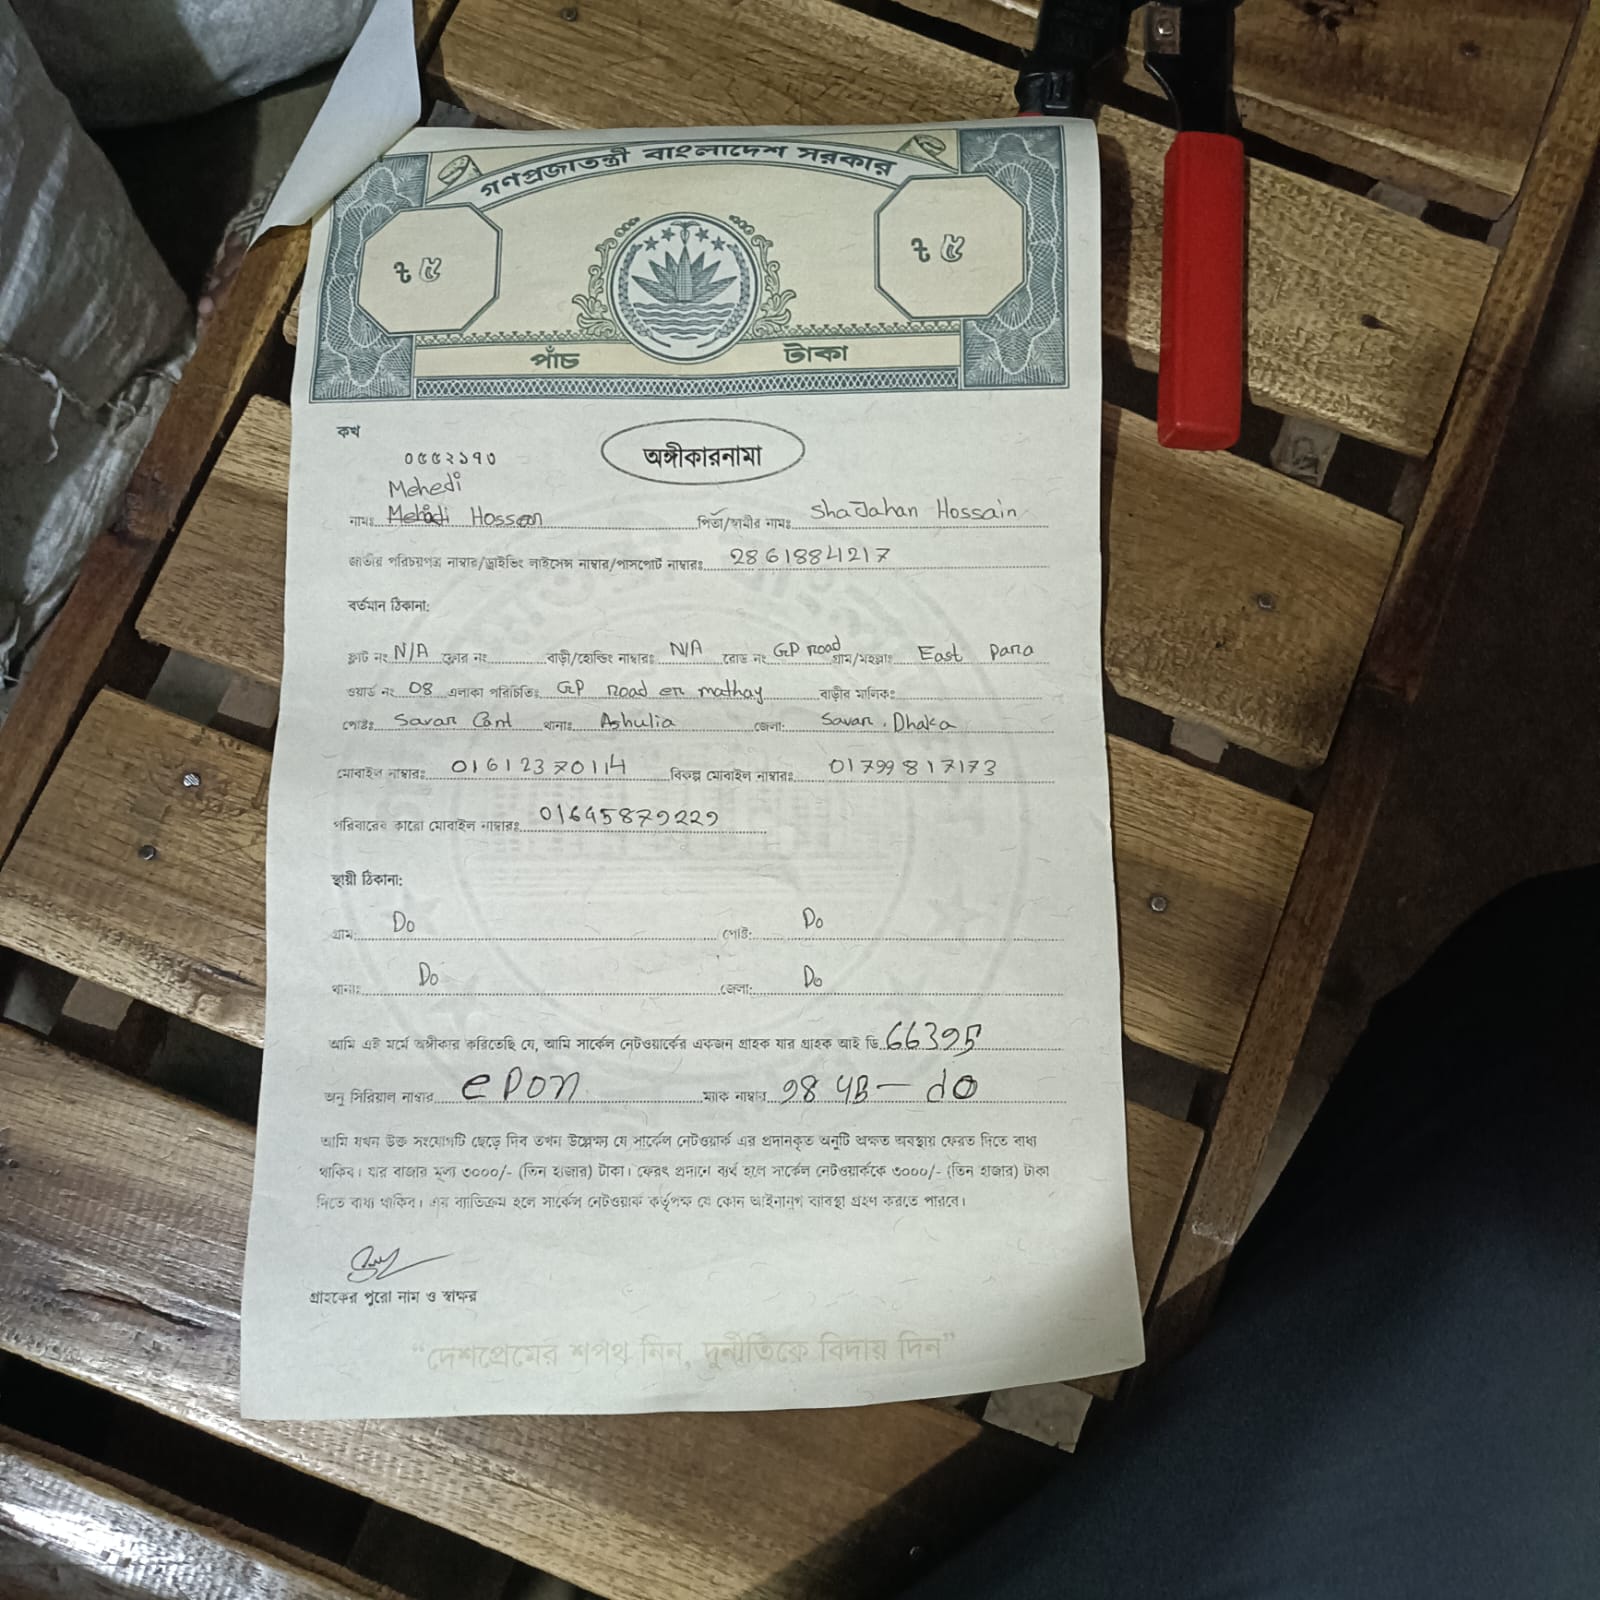 গণপ্রজাতন্ত্রী বাংলাদেশ সরকার
৳ ৫ ৳ ৫
পাঁচ টাকা
কখ
০৫৫২১৭৩ অঙ্গীকারনামা
Mehedi
নামঃ Hossen পিতা/স্বামীর নামঃ ShaJahan Hossain
জাতীয় পরিচয়পত্র নাম্বার/ড্রাইভিং লাইসেন্স নাম্বার/পাসপোর্ট নাম্বারঃ 2861884217
বর্তমান ঠিকানা:
ফ্লাট নং N/A ফ্লোর নং বাড়ী/হোল্ডিং নাম্বারঃ N/A রোড নং GP road গ্রাম/মহল্লাঃ East para
ওয়ার্ড নং 08 এলাকা পরিচিতিঃ GP road er mathay বাড়ীর মালিকঃ
পোষ্টঃ Savar Cant থানাঃ Ashulia জেলা: Savar, Dhaka
মোবাইল নাম্বারঃ 01612370114 বিকল্প মোবাইল নাম্বারঃ 01799817173
পরিবারের কারো মোবাইল নাম্বারঃ 01645879229
স্থায়ী ঠিকানা:
গ্রাম: Do পোষ্ট: Do
থানাঃ Do জেলা: Do
আমি এই মর্মে অঙ্গীকার করিতেছি যে, আমি সার্কেল নেটওয়ার্কের একজন গ্রাহক যার গ্রাহক আই ডি 66395
অনু সিরিয়াল নাম্বার epon ম্যাক নাম্বার 98 4B — d0
আমি যখন উক্ত সংযোগটি ছেড়ে দিব তখন উল্লেক্ষ্য যে সার্কেল নেটওয়ার্ক এর প্রদানকৃত অনুটি অক্ষত অবস্থায় ফেরত দিতে বাধ্য
থাকিব। যার বাজার মূল্য ৩০০০/- (তিন হাজার) টাকা। ফেরৎ প্রদানে ব্যর্থ হলে সার্কেল নেটওয়ার্ককে ৩০০০/- (তিন হাজার) টাকা
দিতে বাধ্য থাকিব। এর ব্যাতিক্রম হলে সার্কেল নেটওয়ার্ক কর্তৃপক্ষ যে কোন আইনানুগ ব্যাবস্থা গ্রহণ করতে পারবে।
গ্রাহকের পুরো নাম ও স্বাক্ষর
“দেশপ্রেমের শপথ নিন, দুর্নীতিকে বিদায় দিন”